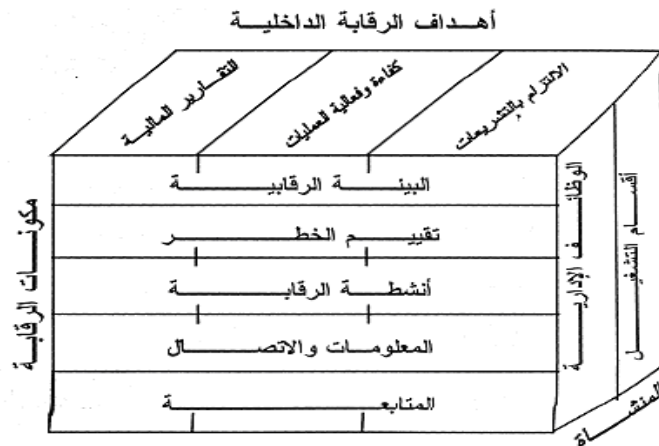 أهداف الرقابة الداخلية
الالتزام بالتشريعات
كفاءة وفعالية العمليات
التقارير المالية
البيئة الرقابية
تقييم الخطر
أنشطة الرقابة
المعلومات والاتصال
المتابعة
مكونات الرقابة
الوظائف الإدارية
أقسام التشغيل
المنشاة